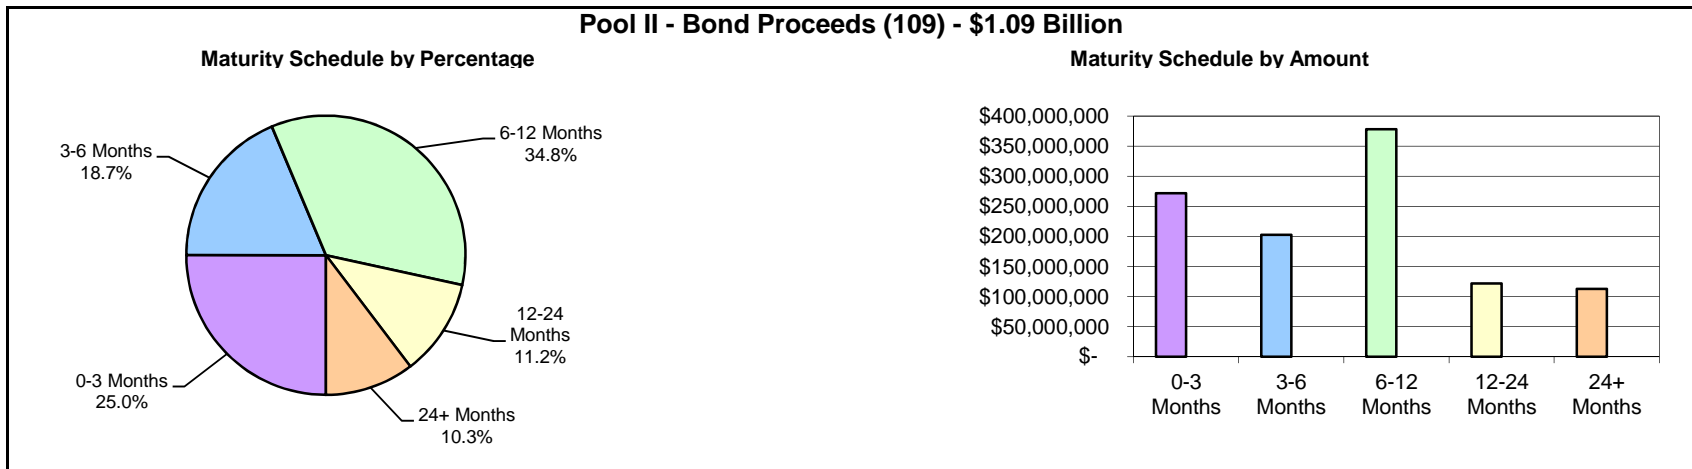 Pool II - Bond Proceeds (109) - $1.09 Billion
Maturity Schedule by Percentage
6-12 Months
34.8%
3-6 Months
18.7%
12-24
Months
11.2%
0-3 Months
25.0%
24+ Months
10.3%
Maturity Schedule by Amount
$400,000,000
$350,000,000
$300,000,000
$250,000,000
$200,000,000
$150,000,000
$100,000,000
$50,000,000
$-
0-3 Months
3-6 Months
6-12 Months
12-24 Months
24+ Months